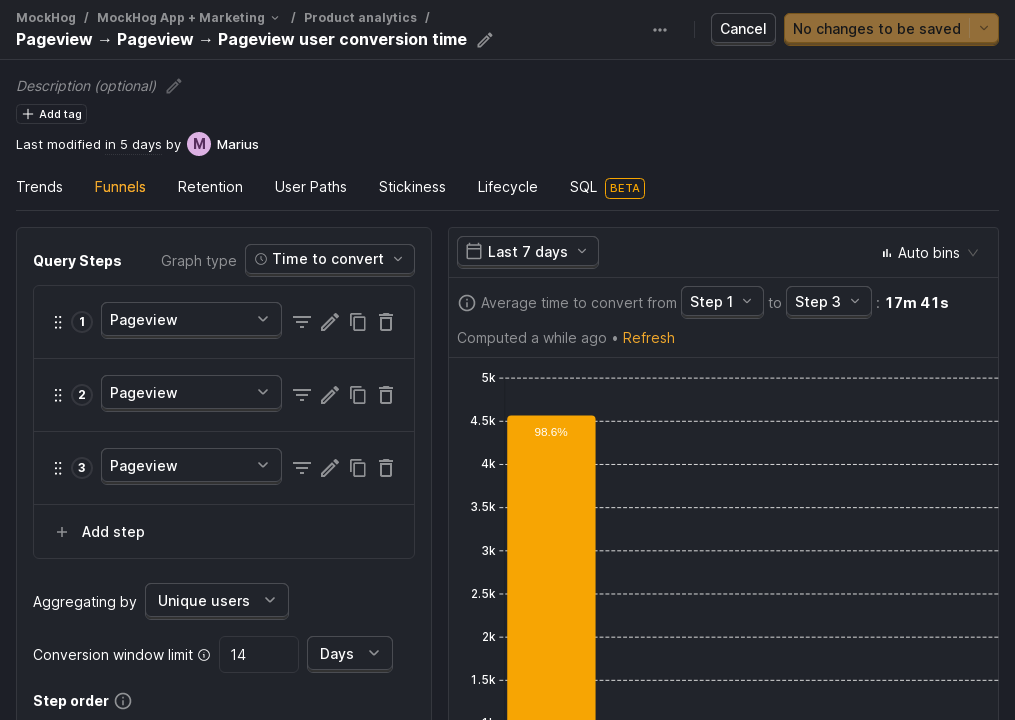 MockHog / MockHog App + Marketing / Product analytics /
Pageview → Pageview → Pageview user conversion time
Cancel
No changes to be saved
Description (optional)
Add tag
Last modified in 5 days by M Marius
Trends Funnels Retention User Paths Stickiness Lifecycle SQL BETA
Query Steps
Graph type
Time to convert
1 Pageview
2 Pageview
3 Pageview
Add step
Aggregating by Unique users
Conversion window limit 14 Days
Step order
Last 7 days
Auto bins
Average time to convert from Step 1 to Step 3 : 17m 41s
Computed a while ago • Refresh
5k
4.5k
98.6%
4k
3.5k
3k
2.5k
2k
1.5k